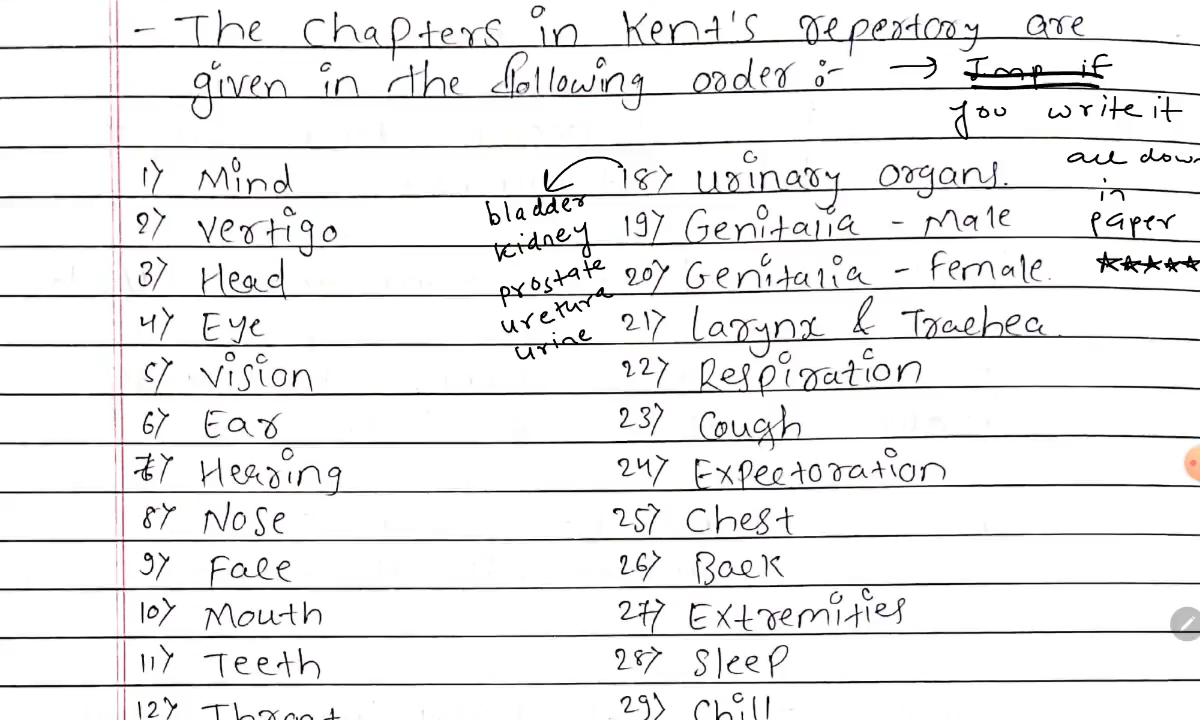 - The Chapters in Kent's repertory are
given in the following order :- → Imp if
you write it
all down
in
paper
★★★★★
1) Mind
2) Vertigo
3) Head
4) Eye
5) Vision
6) Ear
7) Hearing
8) Nose
9) Face
10) Mouth
11) Teeth
12) Throat
18) Urinary organs.
bladder
kidney
prostate
uretura
urine
19) Genitalia - Male
20) Genitalia - Female.
21) Larynx & Trachea
22) Respiration
23) Cough
24) Expectoration
25) Chest
26) Back
27) Extremities
28) Sleep
29) Chill